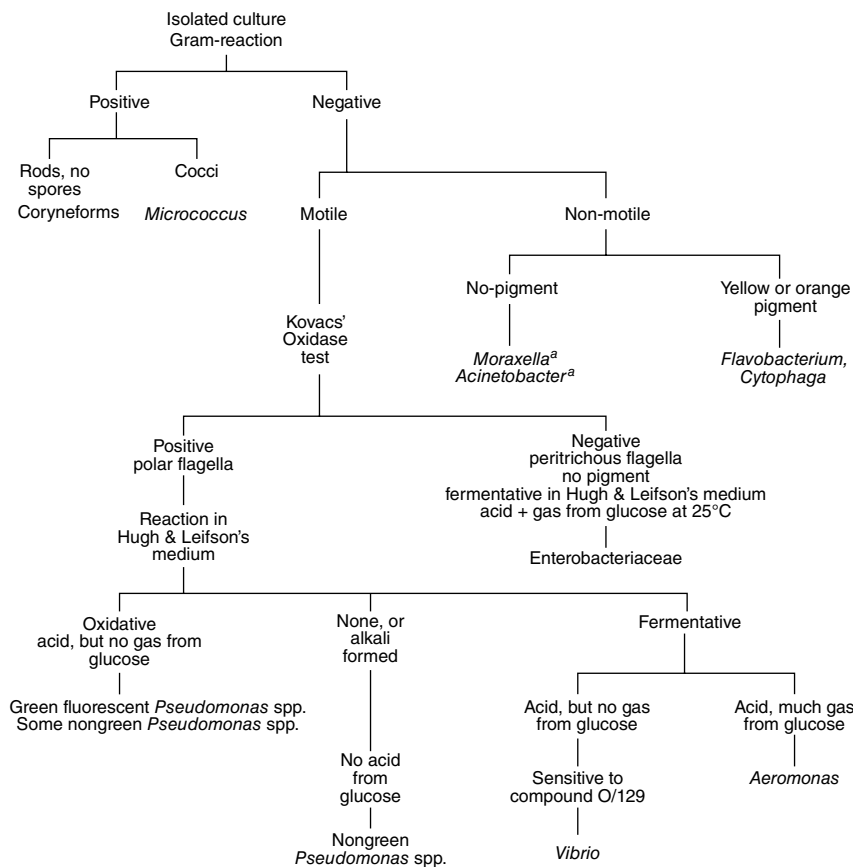 Isolated culture
Gram-reaction
Positive
Negative
Rods, no
spores
Coryneforms
Cocci
Micrococcus
Motile
Non-motile
No-pigment
Moraxellaᵃ
Acinetobacterᵃ
Yellow or orange
pigment
Flavobacterium,
Cytophaga
Kovacs'
Oxidase
test
Positive
polar flagella
Negative
peritrichous flagella
no pigment
fermentative in Hugh & Leifson's medium
acid + gas from glucose at 25°C
Enterobacteriaceae
Reaction in
Hugh & Leifson's
medium
Oxidative
acid, but no gas from
glucose
Green fluorescent Pseudomonas spp.
Some nongreen Pseudomonas spp.
None, or
alkali
formed
No acid
from
glucose
Nongreen
Pseudomonas spp.
Fermentative
Acid, but no gas
from glucose
Sensitive to
compound O/129
Vibrio
Acid, much gas
from glucose
Aeromonas